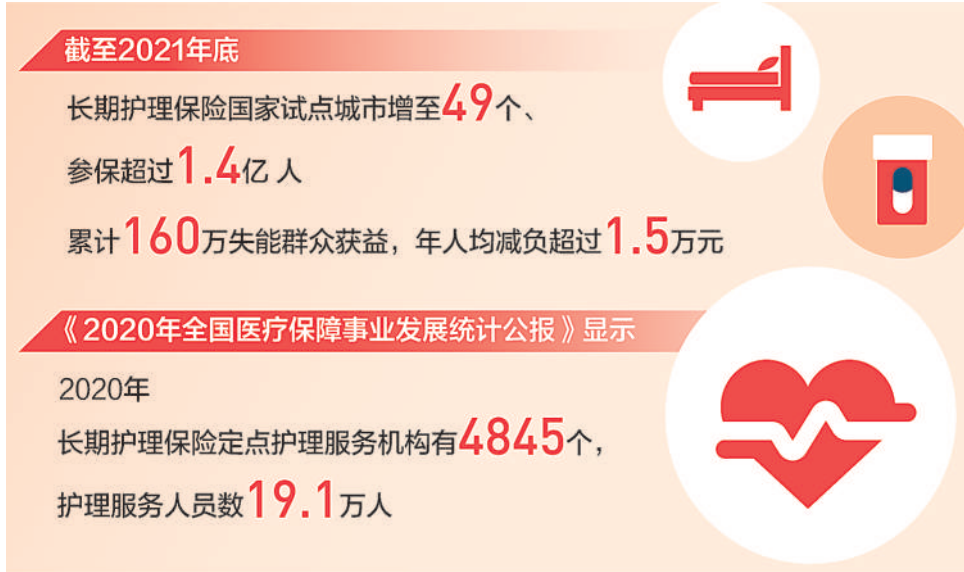 截至2021年底
长期护理保险国家试点城市增至49个、
参保超过1.4亿 人
累计160万失能群众获益，年人均减负超过1.5万元
《2020年全国医疗保障事业发展统计公报》显示
2020年
长期护理保险定点护理服务机构有4845个，
护理服务人员数19.1万人